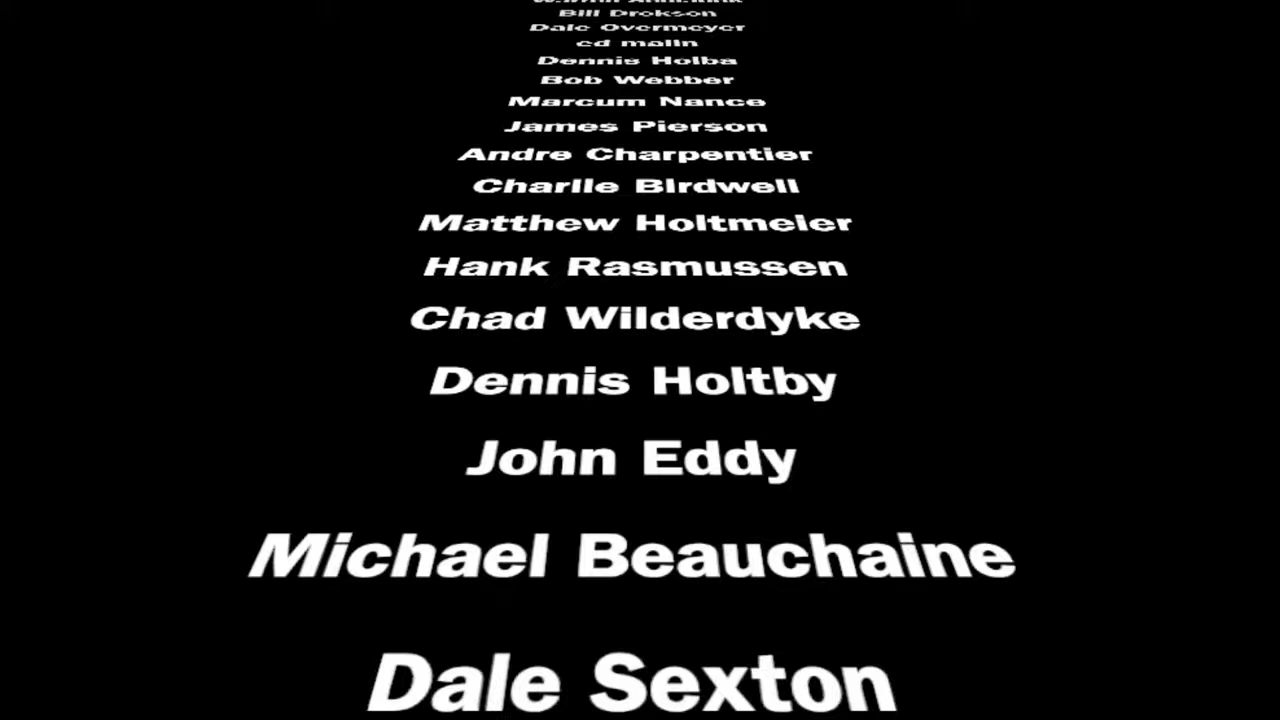 Bill Drokson
Dale Overmeyer
ed malin
Dennis Holba
Bob Webber
Marcum Nance
James Pierson
Andre Charpentier
Charlie Birdwell
Matthew Holtmeier
Hank Rasmussen
Chad Wilderdyke
Dennis Holtby
John Eddy
Michael Beauchaine
Dale Sexton